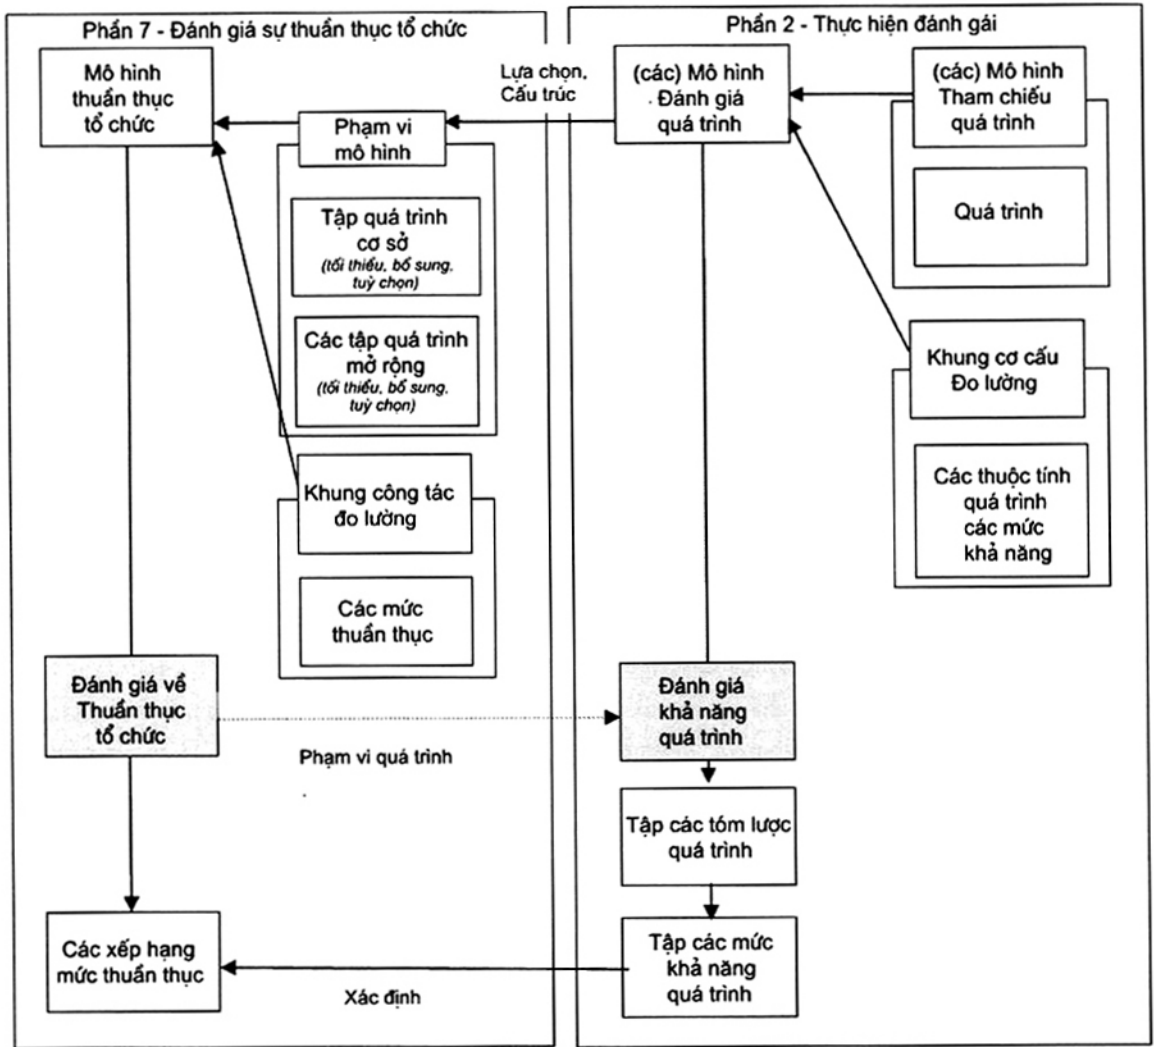 Phần 7 - Đánh giá sự thuần thục tổ chức
Mô hình
thuần thục
tổ chức
Phạm vi
mô hình
Tập quá trình
cơ sở
(tối thiểu, bổ sung,
tuỳ chọn)
Các tập quá trình
mở rộng
(tối thiểu, bổ sung,
tuỳ chọn)
Khung công tác
đo lường
Các mức
thuần thục
Đánh giá về
Thuần thục
tổ chức
Phạm vi quá trình
Các xếp hạng
mức thuần thục
Xác định
Lựa chọn,
Cấu trúc
Phần 2 - Thực hiện đánh gái
(các) Mô hình
Đánh giá
quá trình
(các) Mô hình
Tham chiếu
quá trình
Quá trình
Khung cơ cấu
Đo lường
Các thuộc tính
quá trình
các mức
khả năng
Đánh giá
khả năng
quá trình
Tập các tóm lược
quá trình
Tập các mức
khả năng
quá trình